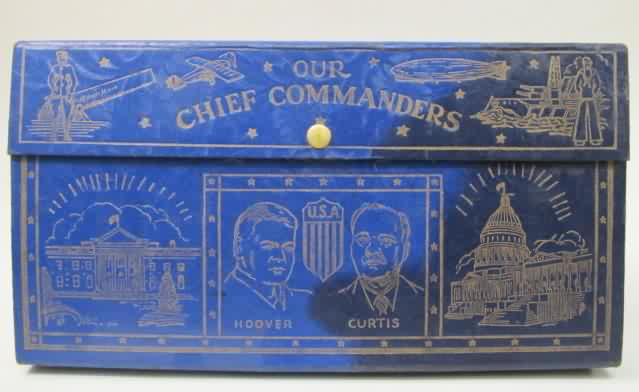 OUR
CHIEF COMMANDERS
U.S.A
HOOVER CURTIS